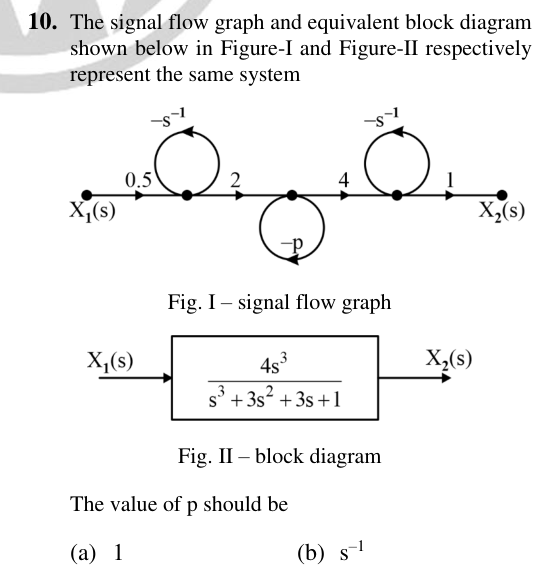 10. The signal flow graph and equivalent block diagram
shown below in Figure-I and Figure-II respectively
represent the same system
–s⁻¹ –s⁻¹
0.5 2 4 1
X₁(s) X₂(s)
–p
Fig. I – signal flow graph
X₁(s) 4s³ X₂(s)
s³ + 3s² + 3s + 1
Fig. II – block diagram
The value of p should be
(a) 1 (b) s⁻¹